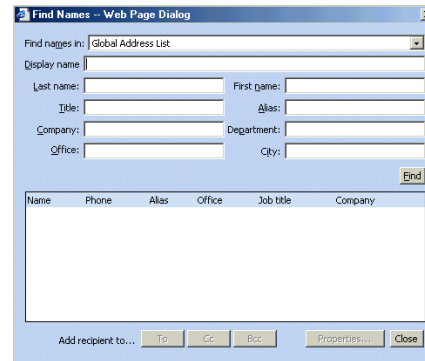 Find Names -- Web Page Dialog
Find names in: Global Address List
Display name
Last name: First name:
Title: Alias:
Company: Department:
Office: City:
Find
Name Phone Alias Office Job title Company
Add recipient to... To Cc Bcc Properties... Close